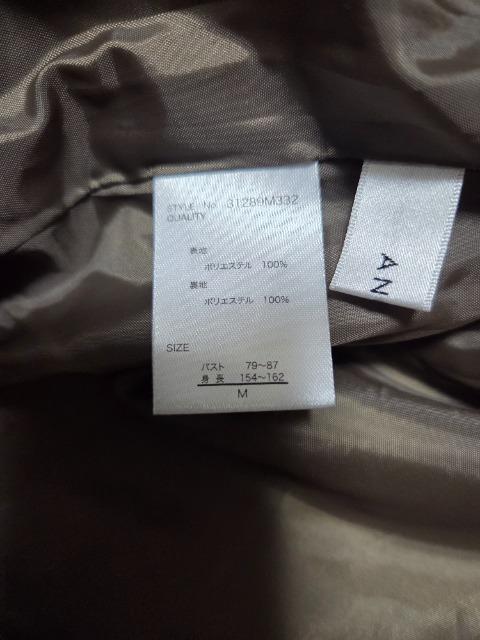 STYLE No. 31289M332
QUALITY
表地
ポリエステル 100%
裏地
ポリエステル 100%
SIZE
バスト 79〜87
身長 154〜162
M
AN